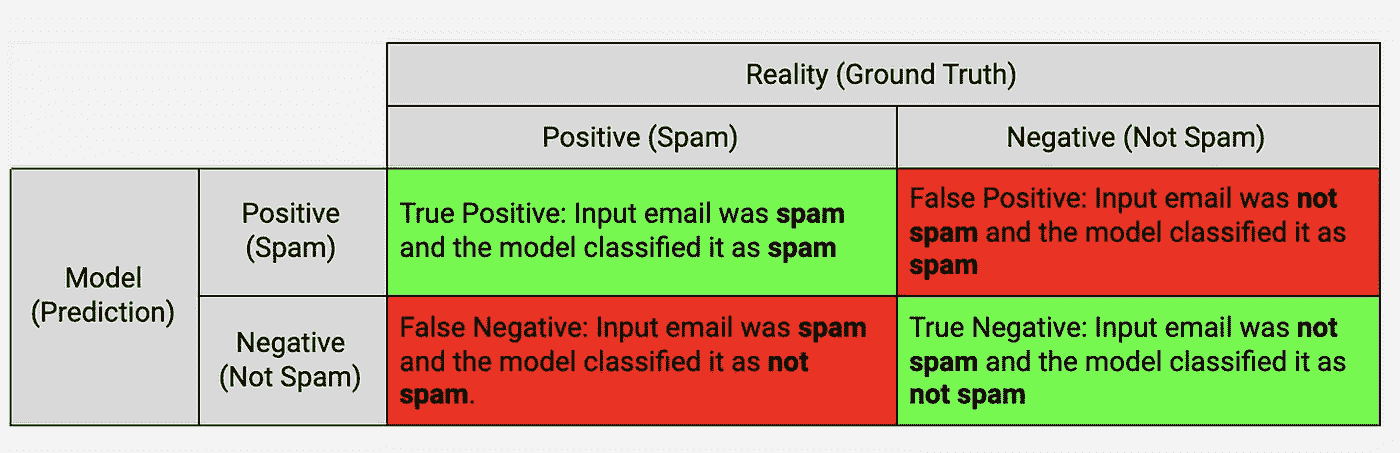 Reality (Ground Truth)
Positive (Spam)
Negative (Not Spam)
Model
(Prediction)
Positive
(Spam)
True Positive: Input email was spam
and the model classified it as spam
False Positive: Input email was not
spam and the model classified it as
spam
Negative
(Not Spam)
False Negative: Input email was spam
and the model classified it as not
spam.
True Negative: Input email was not
spam and the model classified it as
not spam